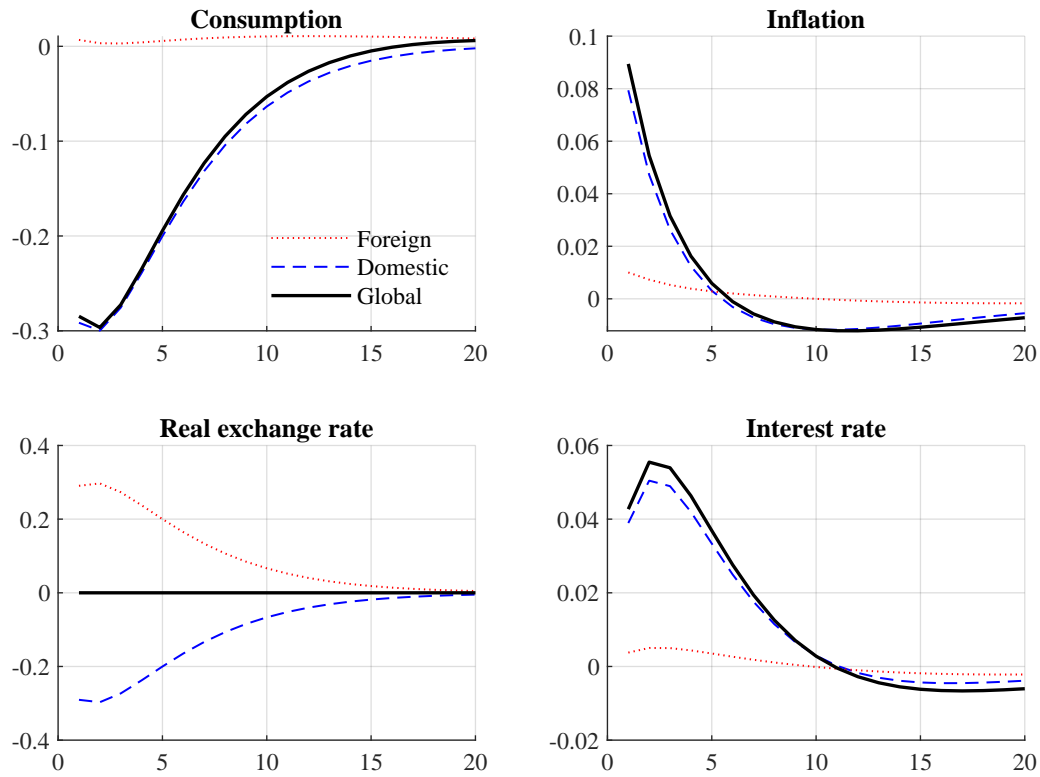 Consumption
0
-0.1
-0.2
-0.3
0 5 10 15 20
Foreign
Domestic
Global
Inflation
0.1
0.08
0.06
0.04
0.02
0
0 5 10 15 20
Real exchange rate
0.4
0.2
0
-0.2
-0.4
0 5 10 15 20
Interest rate
0.06
0.04
0.02
0
-0.02
0 5 10 15 20